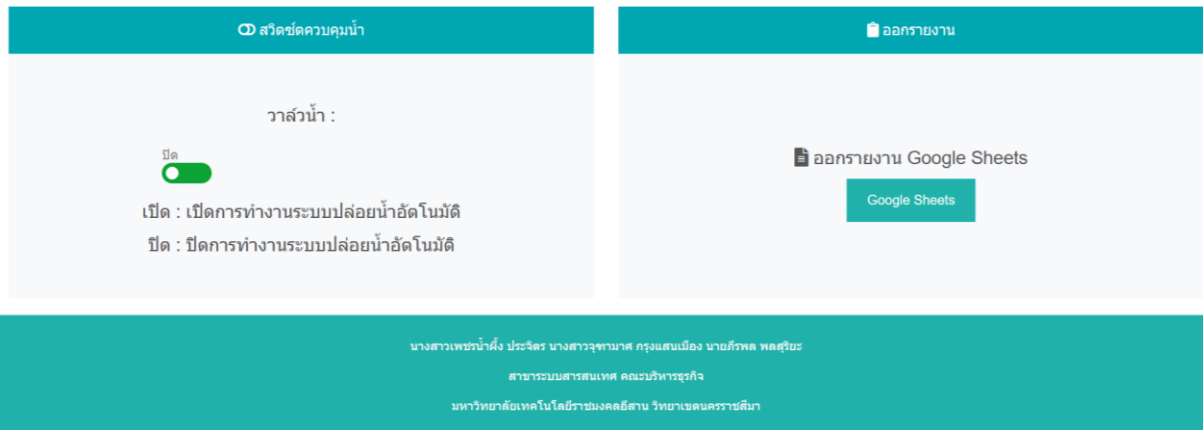 สวิตช์ควบคุมน้ำ
วาล์วน้ำ :
ปิด
เปิด : เปิดการทำงานระบบปล่อยน้ำอัตโนมัติ
ปิด : ปิดการทำงานระบบปล่อยน้ำอัตโนมัติ
ออกรายงาน
ออกรายงาน Google Sheets
Google Sheets
นางสาวเพชรน้ำผึ้ง ประจิตร นางสาวจุฑามาศ กรุงแสนเมือง นายภีรพล พลสุริยะ
สาขาระบบสารสนเทศ คณะบริหารธุรกิจ
มหาวิทยาลัยเทคโนโลยีราชมงคลอีสาน วิทยาเขตนครราชสีมา